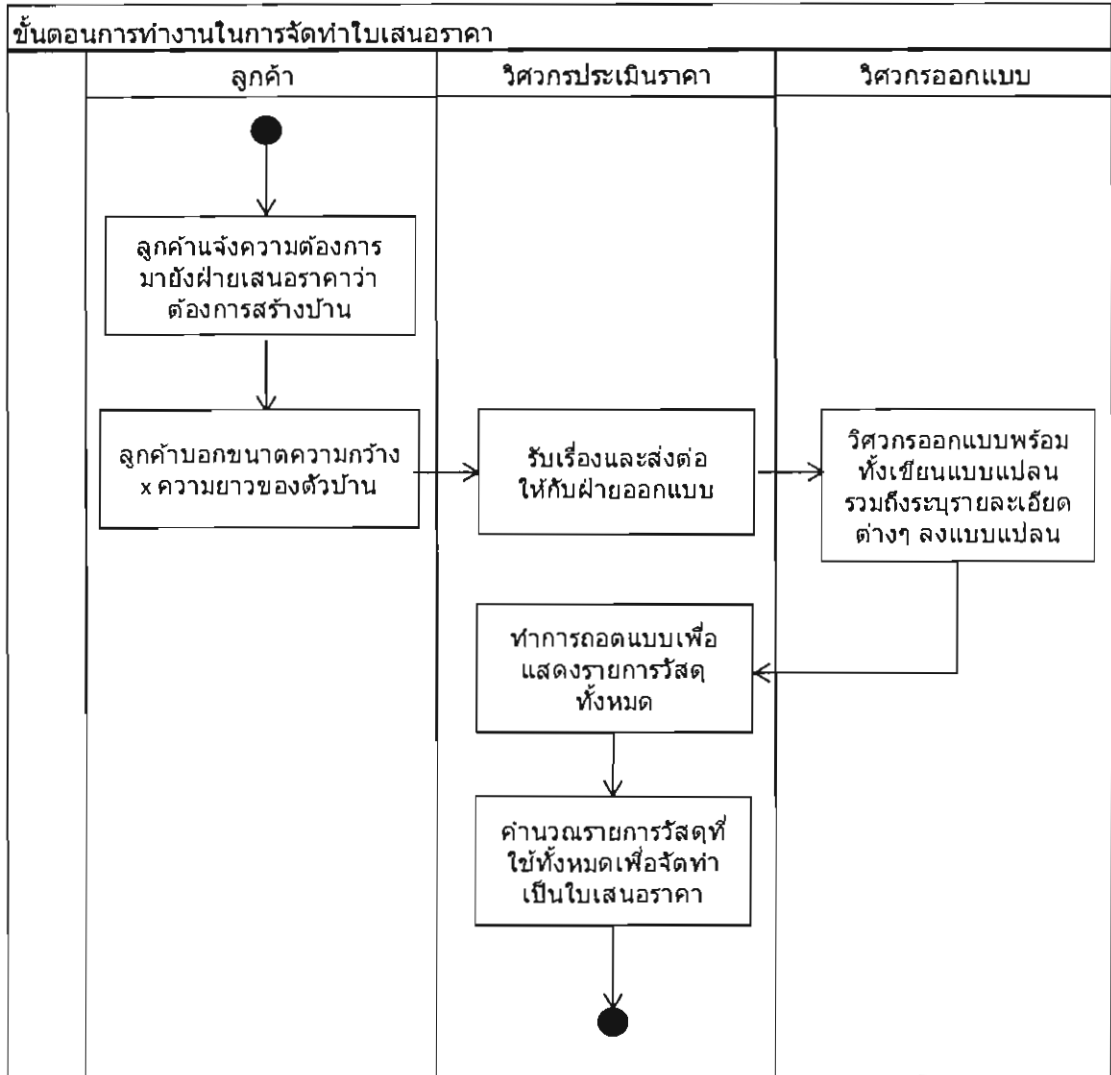 ขั้นตอนการทำงานในการจัดทำใบเสนอราคา
ลูกค้า
วิศวกรประเมินราคา
วิศวกรออกแบบ
ลูกค้าแจ้งความต้องการ
มายังฝ่ายเสนอราคาว่า
ต้องการสร้างบ้าน
ลูกค้าบอกขนาดความกว้าง
x ความยาวของตัวบ้าน
รับเรื่องและส่งต่อ
ให้กับฝ่ายออกแบบ
วิศวกรออกแบบพร้อม
ทั้งเขียนแบบแปลน
รวมถึงระบุรายละเอียด
ต่างๆ ลงแบบแปลน
ทำการถอดแบบเพื่อ
แสดงรายการวัสดุ
ทั้งหมด
คำนวณรายการวัสดุที่
ใช้ทั้งหมดเพื่อจัดทำ
เป็นใบเสนอราคา